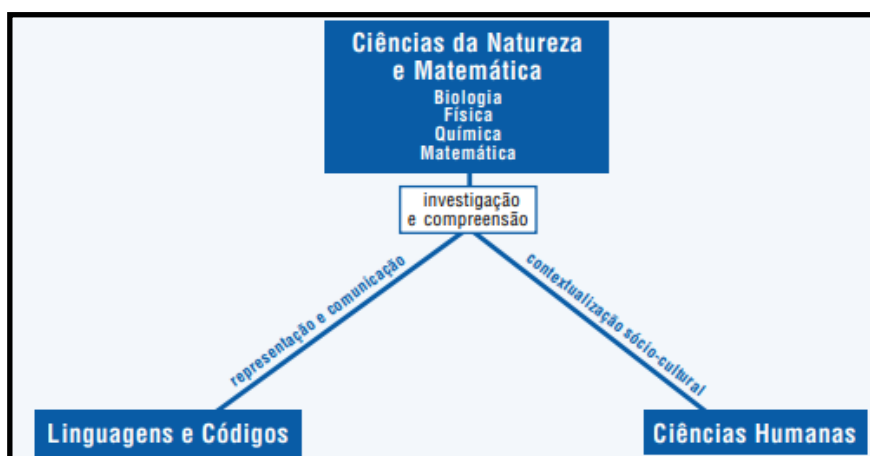 Ciências da Natureza
e Matemática
Biologia
Física
Química
Matemática
investigação
e compreensão
representação e comunicação
contextualização sócio-cultural
Linguagens e Códigos
Ciências Humanas